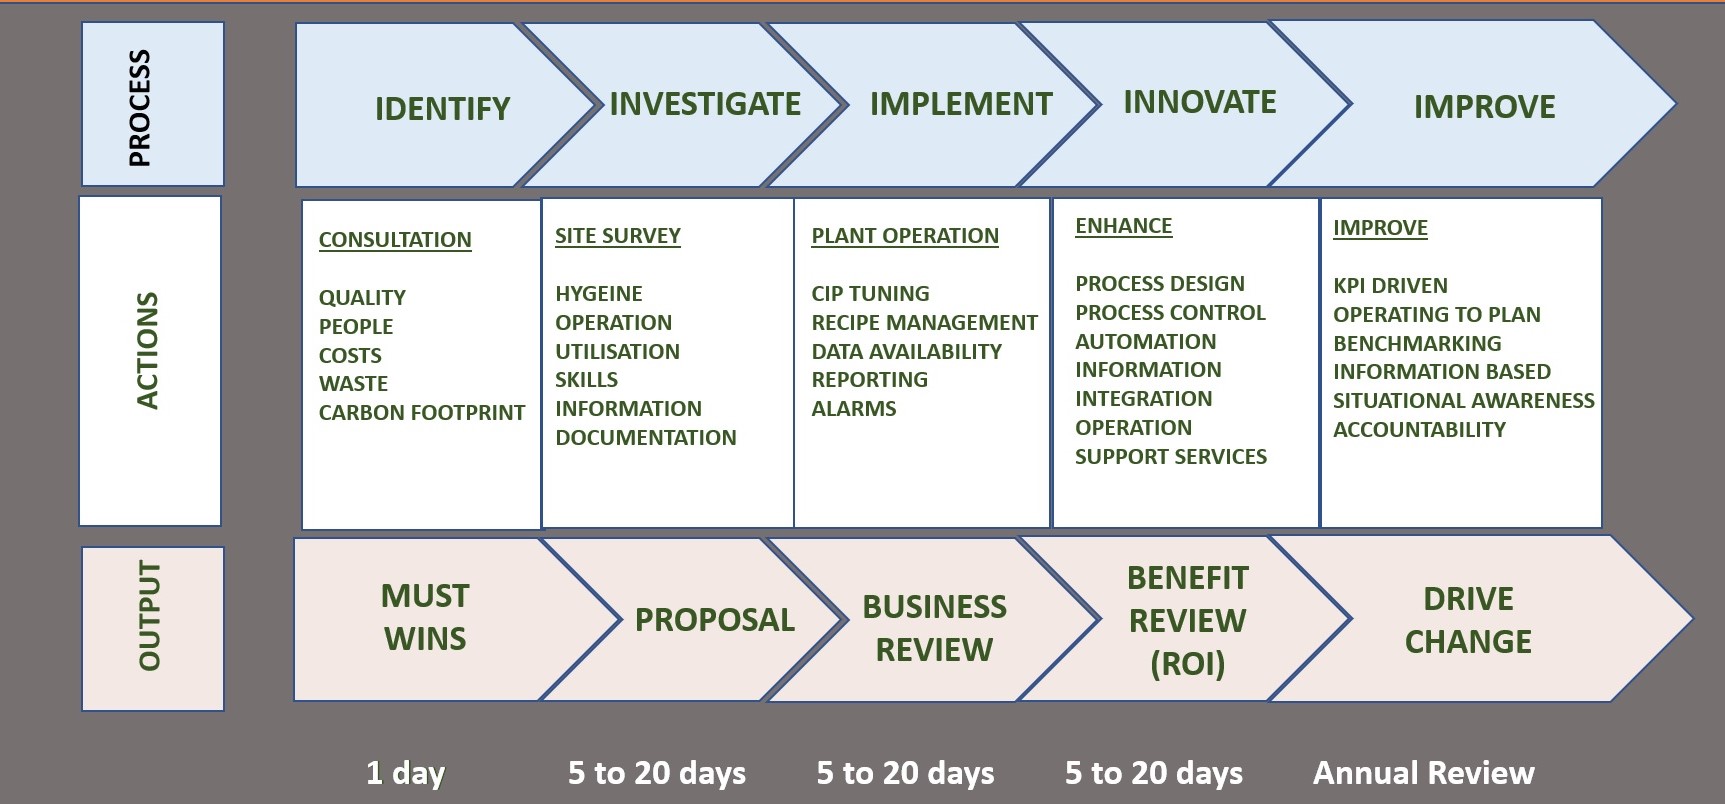 PROCESS
IDENTIFY
INVESTIGATE
IMPLEMENT
INNOVATE
IMPROVE
ACTIONS
CONSULTATION
QUALITY
PEOPLE
COSTS
WASTE
CARBON FOOTPRINT
SITE SURVEY
HYGEINE
OPERATION
UTILISATION
SKILLS
INFORMATION
DOCUMENTATION
PLANT OPERATION
CIP TUNING
RECIPE MANAGEMENT
DATA AVAILABILITY
REPORTING
ALARMS
ENHANCE
PROCESS DESIGN
PROCESS CONTROL
AUTOMATION
INFORMATION
INTEGRATION
OPERATION
SUPPORT SERVICES
IMPROVE
KPI DRIVEN
OPERATING TO PLAN
BENCHMARKING
INFORMATION BASED
SITUATIONAL AWARENESS
ACCOUNTABILITY
OUTPUT
MUST
WINS
PROPOSAL
BUSINESS
REVIEW
BENEFIT
REVIEW
(ROI)
DRIVE
CHANGE
1 day
5 to 20 days
5 to 20 days
5 to 20 days
Annual Review